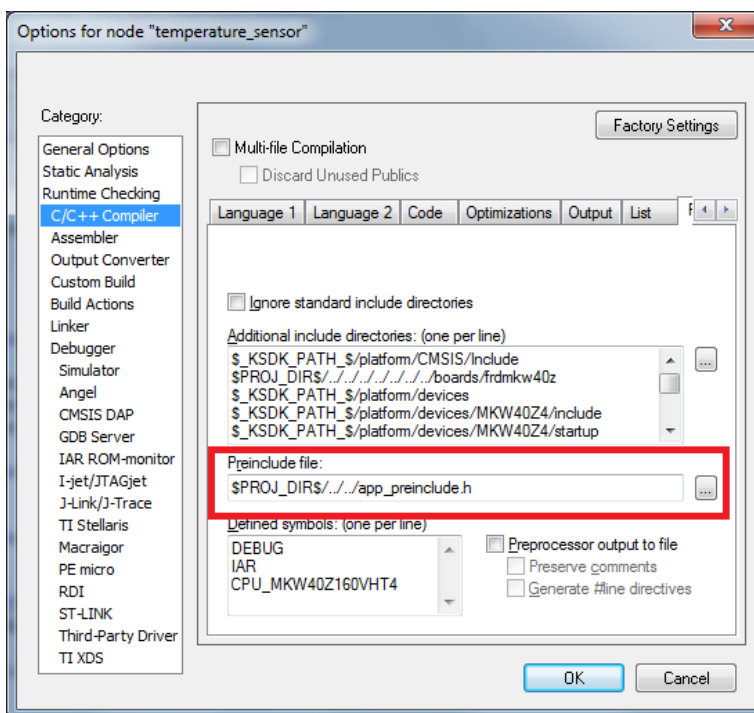 Options for node "temperature_sensor"
Category:
General Options
Static Analysis
Runtime Checking
C/C++ Compiler
Assembler
Output Converter
Custom Build
Build Actions
Linker
Debugger
Simulator
Angel
CMSIS DAP
GDB Server
IAR ROM-monitor
I-jet/JTAGjet
J-Link/J-Trace
TI Stellaris
Macraigor
PE micro
RDI
ST-LINK
Third-Party Driver
TI XDS
Factory Settings
Multi-file Compilation
Discard Unused Publics
Language 1 Language 2 Code Optimizations Output List
Ignore standard include directories
Additional include directories: (one per line)
$_KSDK_PATH_$/platform/CMSIS/Include
$PROJ_DIR$/../../../../../../../boards/frdmkw40z
$_KSDK_PATH_$/platform/devices
$_KSDK_PATH_$/platform/devices/MKW40Z4/include
$_KSDK_PATH_$/platform/devices/MKW40Z4/startup
...
Preinclude file:
$PROJ_DIR$/../../app_preinclude.h
...
Defined symbols: (one per line)
DEBUG
IAR
CPU_MKW40Z160VHT4
Preprocessor output to file
Preserve comments
Generate #line directives
OK
Cancel